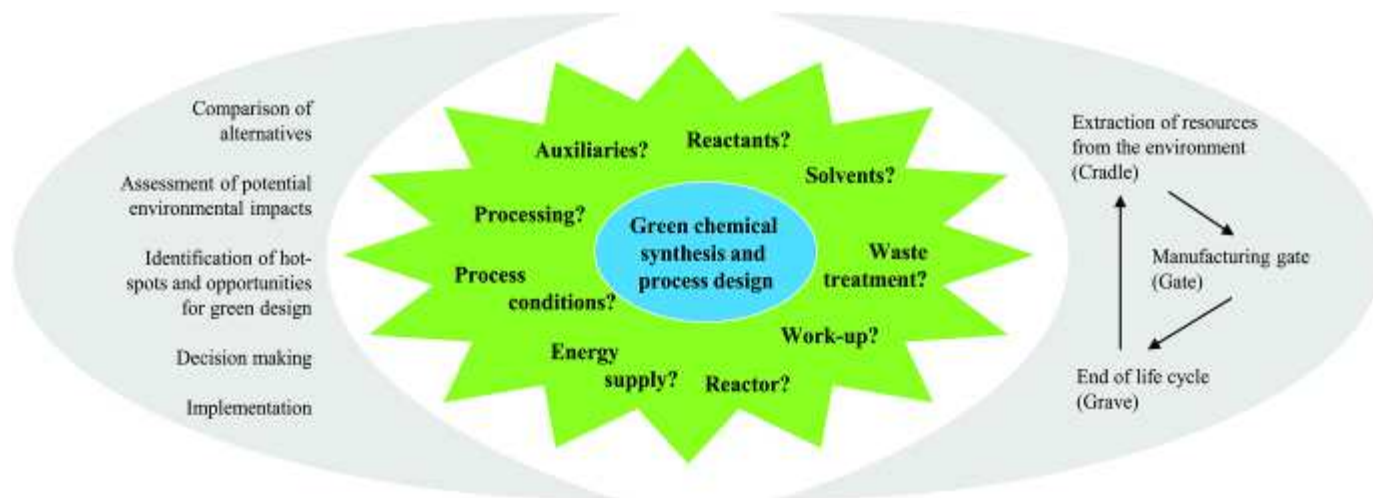 Comparison of
alternatives
Assessment of potential
environmental impacts
Identification of hot-
spots and opportunities
for green design
Decision making
Implementation
Auxiliaries?
Reactants?
Solvents?
Processing?
Green chemical
synthesis and
process design
Waste
treatment?
Process
conditions?
Work-up?
Energy
supply?
Reactor?
Extraction of resources
from the environment
(Cradle)
Manufacturing gate
(Gate)
End of life cycle
(Grave)